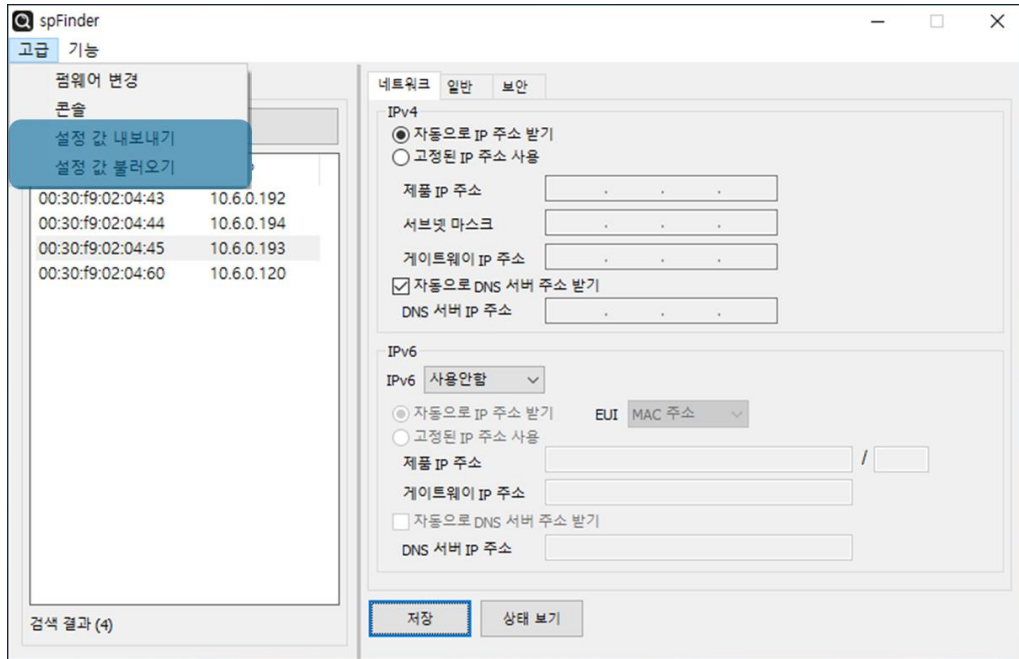 spFinder
고급 기능
펌웨어 변경
콘솔
설정 값 내보내기
설정 값 불러오기
00:30:f9:02:04:43 10.6.0.192
00:30:f9:02:04:44 10.6.0.194
00:30:f9:02:04:45 10.6.0.193
00:30:f9:02:04:60 10.6.0.120
검색 결과 (4)
네트워크 일반 보안
IPv4
자동으로 IP 주소 받기
고정된 IP 주소 사용
제품 IP 주소 . . .
서브넷 마스크 . . .
게이트웨이 IP 주소 . . .
자동으로 DNS 서버 주소 받기
DNS 서버 IP 주소 . . .
IPv6
IPv6 사용안함
자동으로 IP 주소 받기 EUI MAC 주소
고정된 IP 주소 사용
제품 IP 주소 /
게이트웨이 IP 주소
자동으로 DNS 서버 주소 받기
DNS 서버 IP 주소
저장 상태 보기